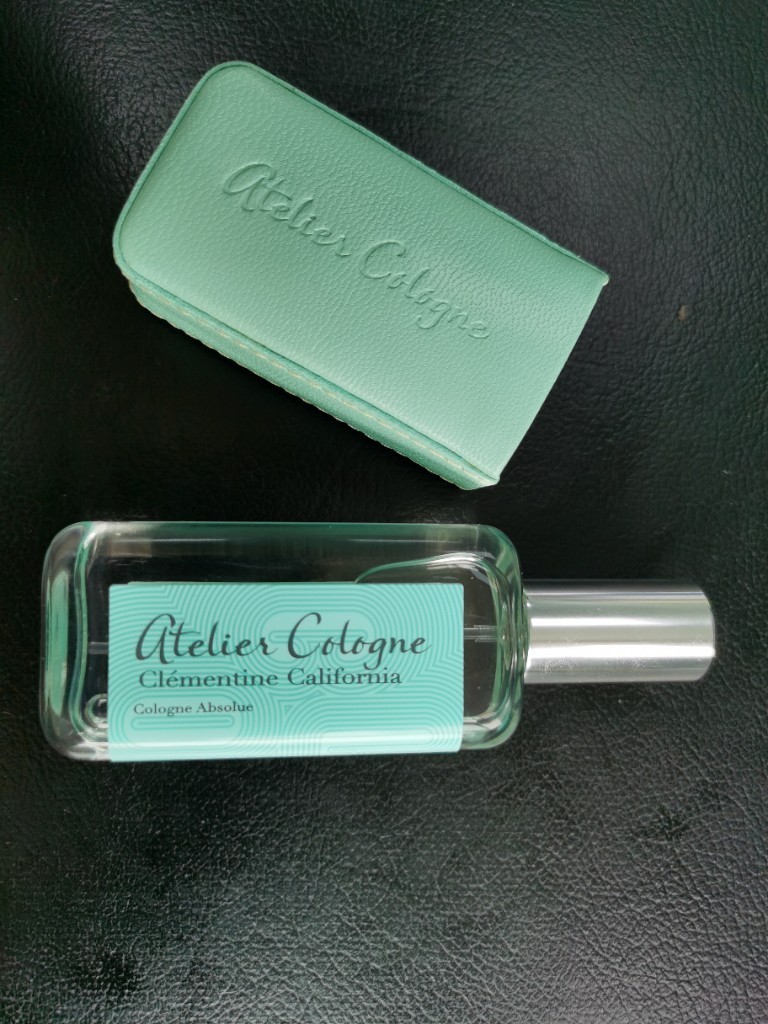 Atelier Cologne
Atelier Cologne
Clémentine California
Cologne Absolue